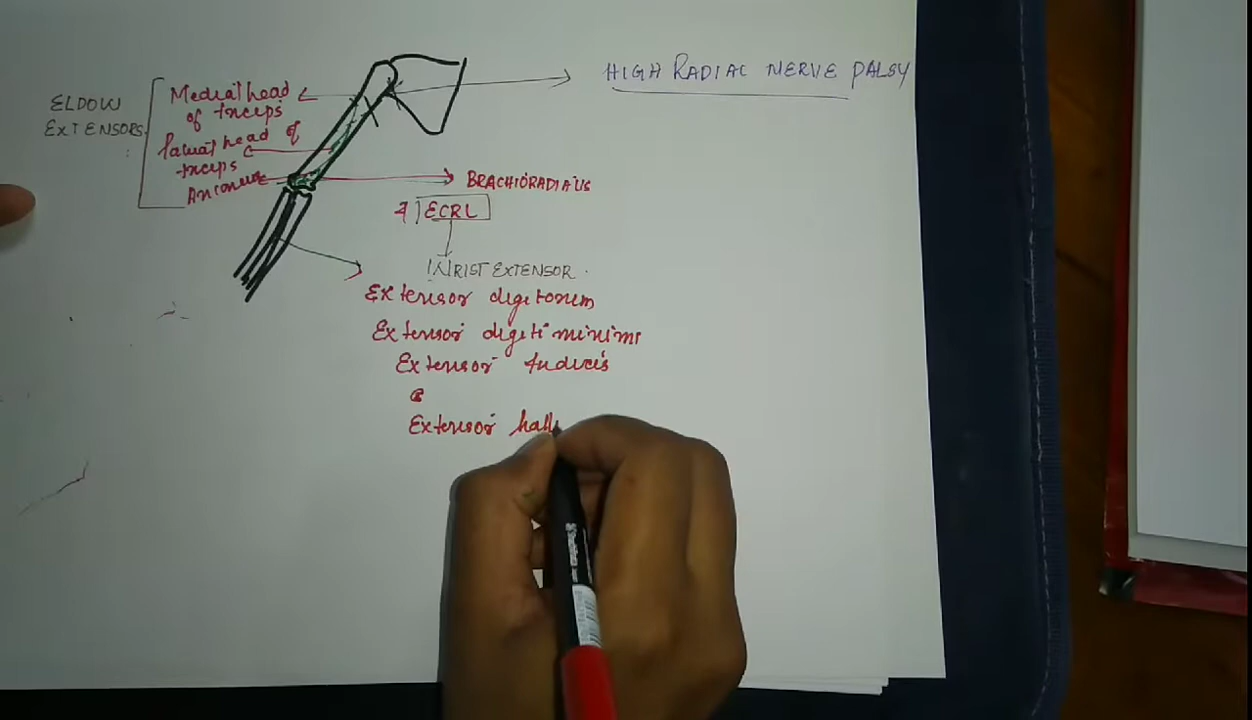 HIGH RADIAL NERVE PALSY
ELDOW
EXTENSORS
Medial head
of triceps
lateral head of
triceps
Anconeus
BRACHIORADIALIS
ECRL
WRIST EXTENSOR
Extensor digitorum
Extensor digiti minimi
Extensor Indicis
Extensor hall